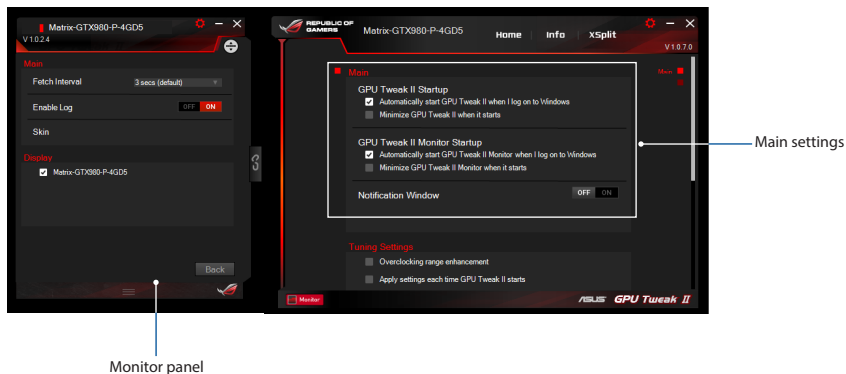 Matrix-GTX980-P-4GD5
V 1.0.2.4
Main
Fetch Interval
3 secs (default)
Enable Log
OFF ON
Skin
Display
Matrix-GTX980-P-4GD5
Back
Monitor panel
REPUBLIC OF
GAMERS
Matrix-GTX980-P-4GD5
Home
Info
XSplit
V 1.0.7.0
Main
Main
GPU Tweak II Startup
Automatically start GPU Tweak II when I log on to Windows
Minimize GPU Tweak II when it starts
GPU Tweak II Monitor Startup
Automatically start GPU Tweak II Monitor when I log on to Windows
Minimize GPU Tweak II Monitor when it starts
Notification Window
OFF ON
Main settings
Tuning Settings
Overclocking range enhancement
Apply settings each time GPU Tweak II starts
Monitor
ASUS GPU Tweak II